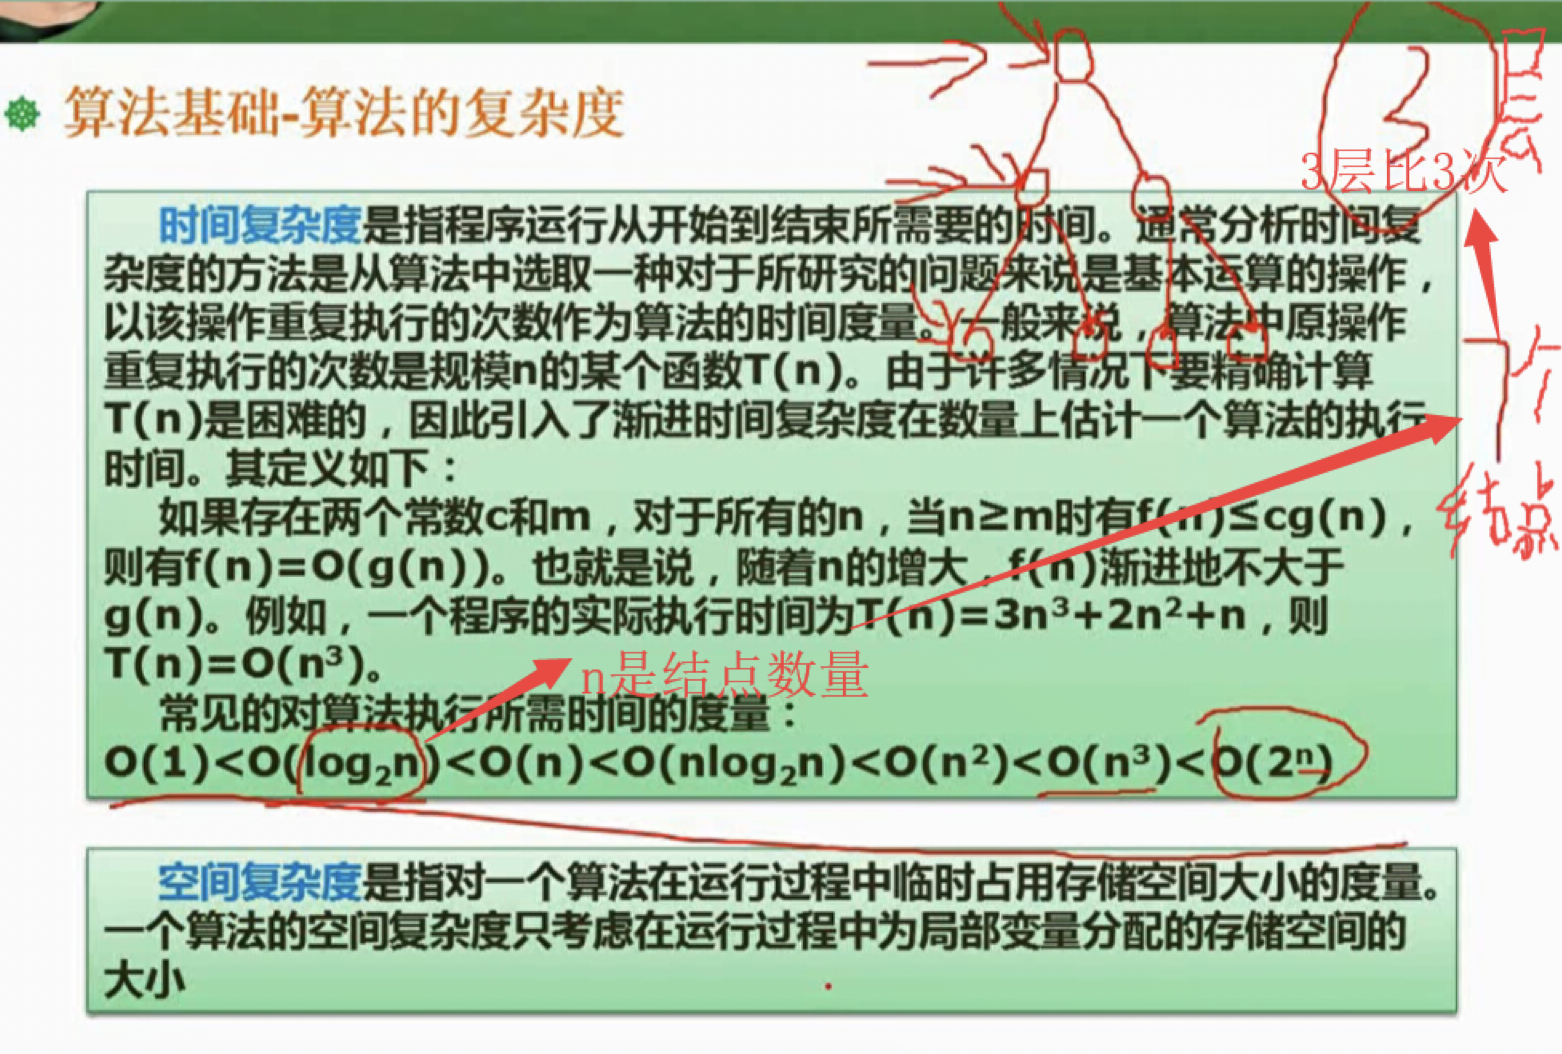 算法基础-算法的复杂度
3
3层比3次
时间复杂度是指程序运行从开始到结束所需要的时间。通常分析时间复
杂度的方法是从算法中选取一种对于所研究的问题来说是基本运算的操作，
以该操作重复执行的次数作为算法的时间度量。一般来说，算法中原操作
重复执行的次数是规模n的某个函数T(n)。由于许多情况下要精确计算
T(n)是困难的，因此引入了渐进时间复杂度在数量上估计一个算法的执行
时间。其定义如下：
如果存在两个常数c和m，对于所有的n，当n≥m时有f(n)≤cg(n)，
则有f(n)=O(g(n))。也就是说，随着n的增大，f(n)渐进地不大于
g(n)。例如，一个程序的实际执行时间为T(n)=3n³+2n²+n，则
T(n)=O(n³)。
n是结点数量
常见的对算法执行所需时间的度量：
O(1)<O(log₂n)<O(n)<O(nlog₂n)<O(n²)<O(n³)<O(2ⁿ)
7个
结点
空间复杂度是指对一个算法在运行过程中临时占用存储空间大小的度量。
一个算法的空间复杂度只考虑在运行过程中为局部变量分配的存储空间的
大小